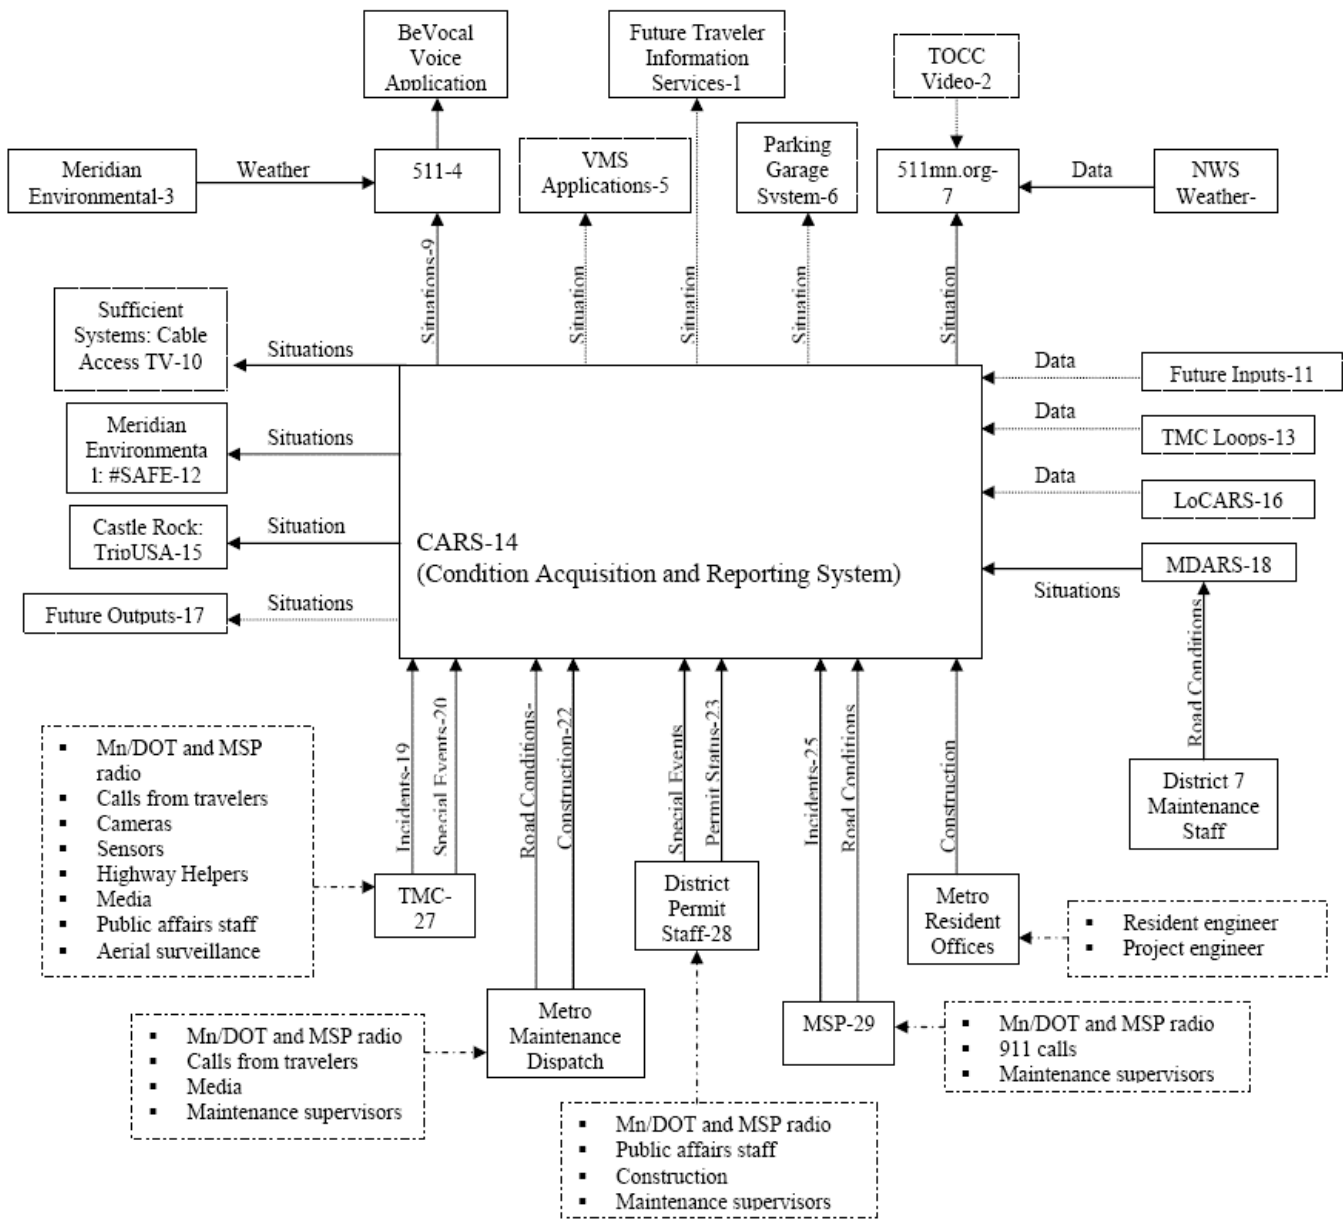 BeVocal
Voice
Application
Future Traveler
Information
Services-1
TOCC
Video-2
Meridian
Environmental-3
Weather
511-4
VMS
Applications-5
Parking
Garage
System-6
511mn.org-
7
Data
NWS
Weather-
Situations-9
Situation
Situation
Situation
Situation
Sufficient
Systems: Cable
Access TV-10
Situations
Data
Future Inputs-11
Meridian
Environmenta
l: #SAFE-12
Situations
Data
TMC Loops-13
Data
LoCARS-16
Castle Rock:
TripUSA-15
Situation
CARS-14
(Condition Acquisition and Reporting System)
MDARS-18
Situations
Future Outputs-17
Situations
Road Conditions
District 7
Maintenance
Staff
Incidents-19
Special Events-20
Road Conditions-
Construction-22
Special Events
Permit Status-23
Incidents-25
Road Conditions
Construction
▪ Mn/DOT and MSP
radio
▪ Calls from travelers
▪ Cameras
▪ Sensors
▪ Highway Helpers
▪ Media
▪ Public affairs staff
▪ Aerial surveillance
TMC-
27
District
Permit
Staff-28
Metro
Resident
Offices
▪ Resident engineer
▪ Project engineer
▪ Mn/DOT and MSP radio
▪ Calls from travelers
▪ Media
▪ Maintenance supervisors
Metro
Maintenance
Dispatch
MSP-29
▪ Mn/DOT and MSP radio
▪ 911 calls
▪ Maintenance supervisors
▪ Mn/DOT and MSP radio
▪ Public affairs staff
▪ Construction
▪ Maintenance supervisors